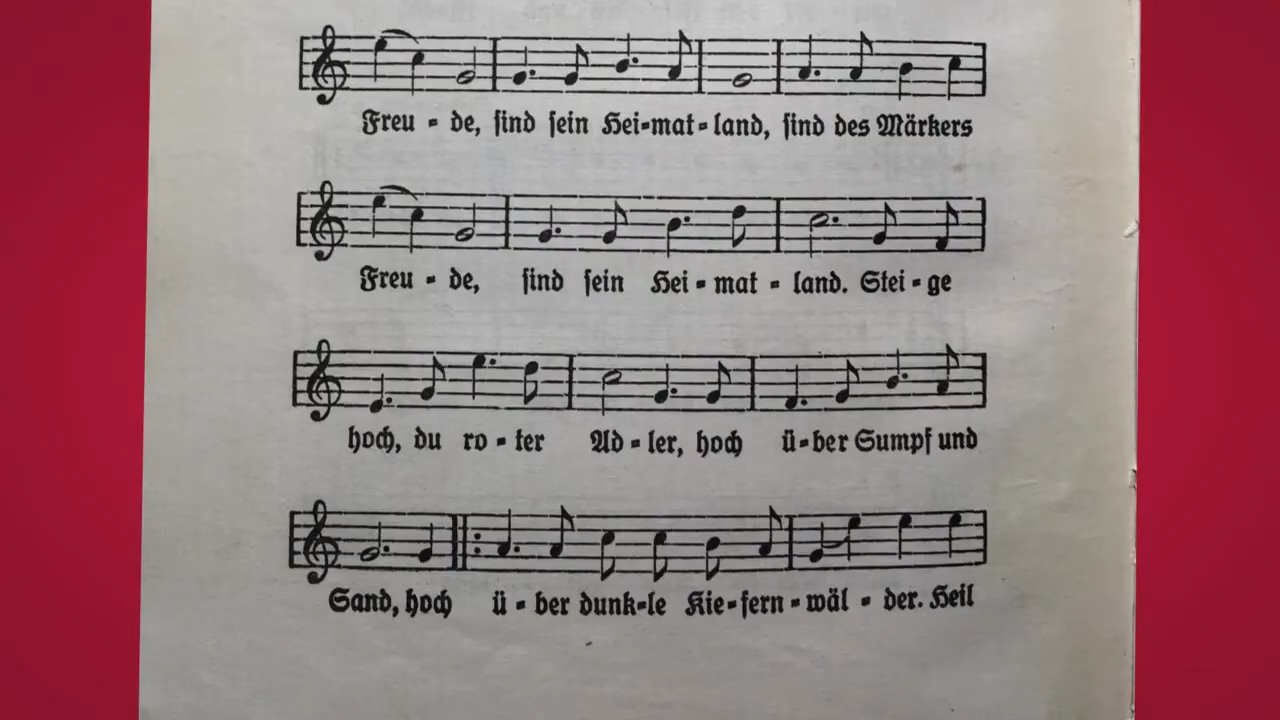 Freu - de, sind sein Hei-mat-land, sind des Märkers
Freu - de, sind sein Hei - mat - land. Stei - ge
hoch, du ro - ter Ad - ler, hoch ü-ber Sumpf und
Sand, hoch ü - ber dunk-le Kie-fern-wäl - der. Heil